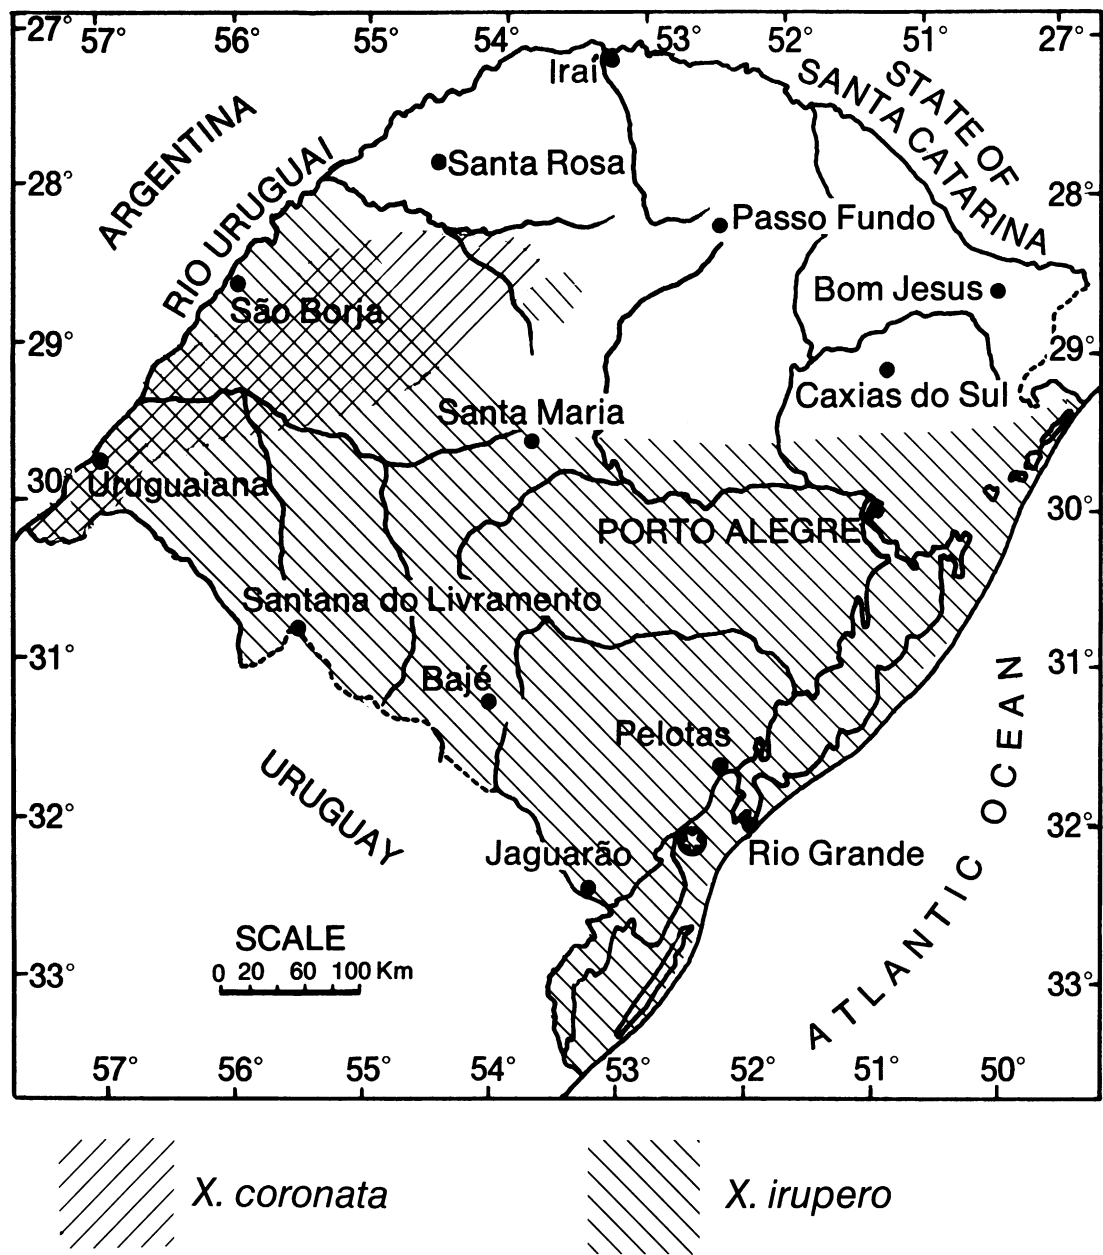 27°
57°
56°
55°
54°
53°
52°
51°
27°
Iraí
STATE OF
SANTA CATARINA
ARGENTINA
RIO URUGUAI
Santa Rosa
28°
28°
Passo Fundo
Bom Jesus
São Borja
29°
29°
Caxias do Sul
Santa Maria
30°
Uruguaiana
30°
PORTO ALEGRE
Santana do Livramento
31°
31°
Bajé
Pelotas
URUGUAY
32°
32°
Jaguarão
Rio Grande
ATLANTIC OCEAN
SCALE
0 20 60 100 Km
33°
33°
57°
56°
55°
54°
53°
52°
51°
50°
X. coronata
X. irupero